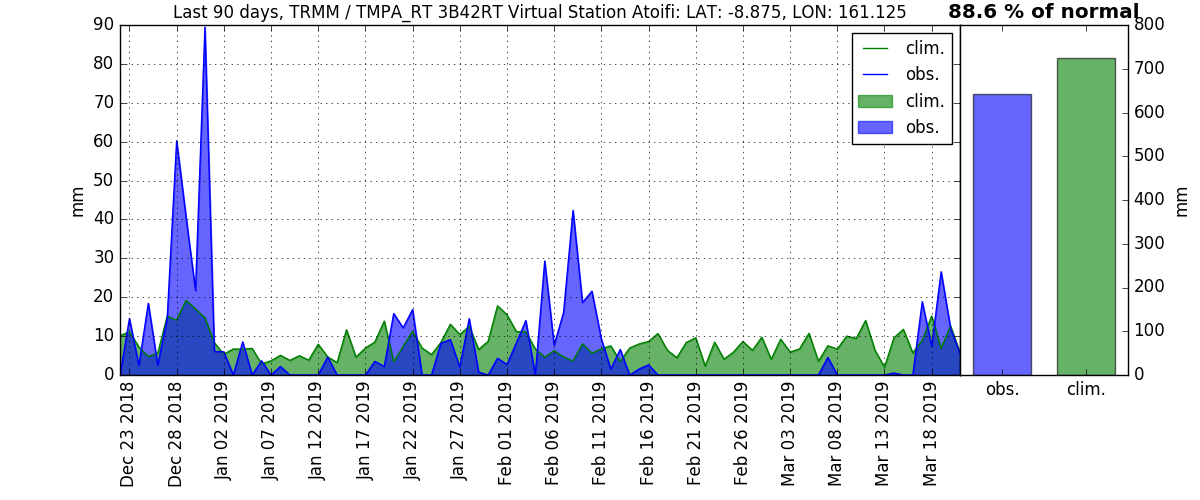 Last 90 days, TRMM / TMPA_RT 3B42RT Virtual Station Atoifi: LAT: -8.875, LON: 161.125
88.6 % of normal
90
80
70
60
50
40
30
20
10
0
mm
clim.
obs.
clim.
obs.
Dec 23 2018
Dec 28 2018
Jan 02 2019
Jan 07 2019
Jan 12 2019
Jan 17 2019
Jan 22 2019
Jan 27 2019
Feb 01 2019
Feb 06 2019
Feb 11 2019
Feb 16 2019
Feb 21 2019
Feb 26 2019
Mar 03 2019
Mar 08 2019
Mar 13 2019
Mar 18 2019
800
700
600
500
400
300
200
100
0
mm
obs.
clim.